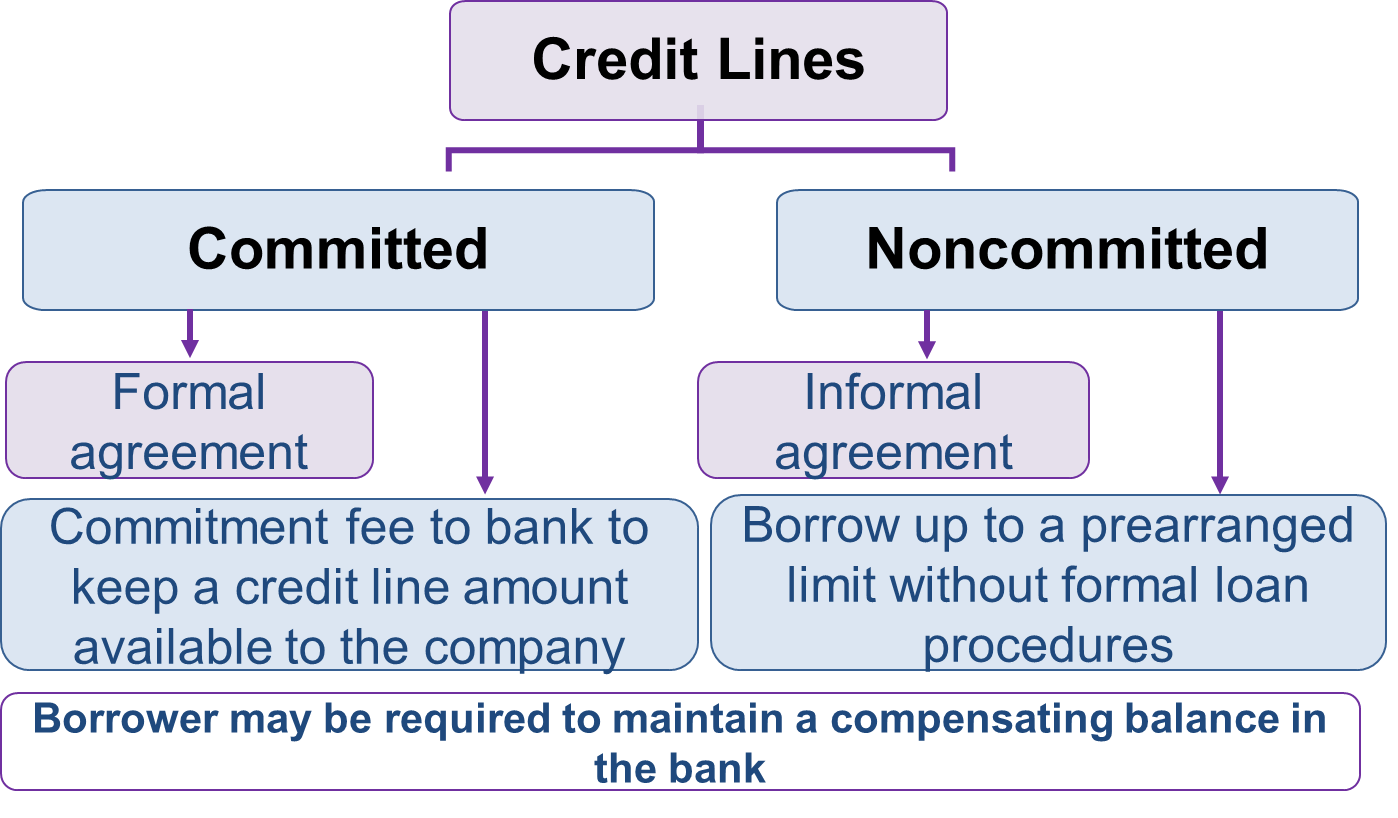 Credit Lines
Committed
Noncommitted
Formal
agreement
Informal
agreement
Commitment fee to bank to
keep a credit line amount
available to the company
Borrow up to a prearranged
limit without formal loan
procedures
Borrower may be required to maintain a compensating balance in
the bank